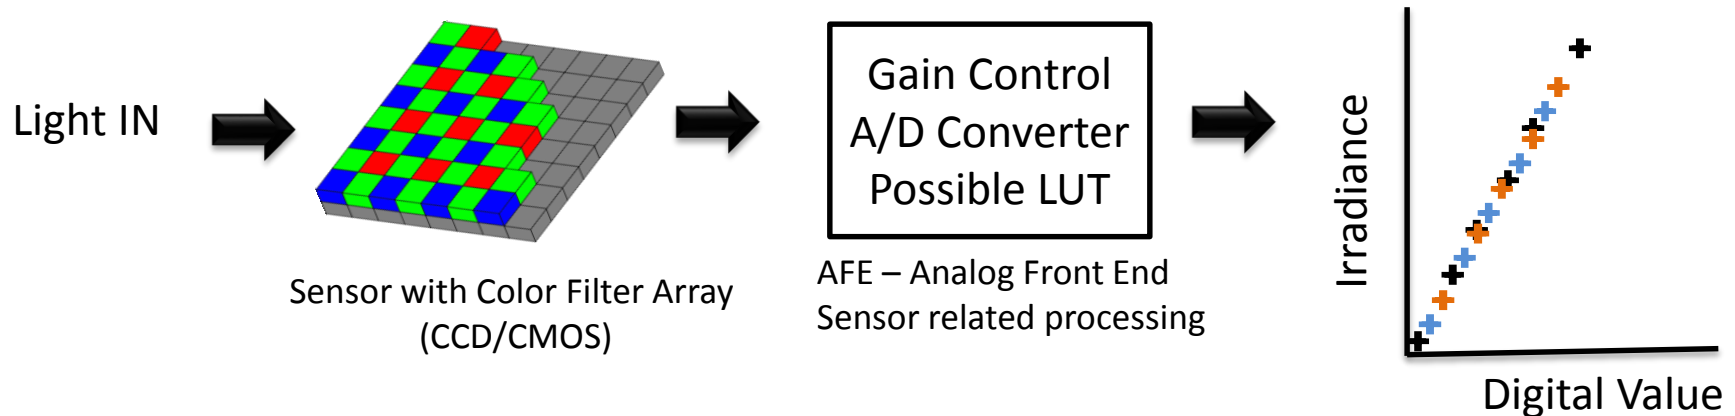 Light IN
Sensor with Color Filter Array
(CCD/CMOS)
Gain Control
A/D Converter
Possible LUT
AFE – Analog Front End
Sensor related processing
Irradiance
Digital Value